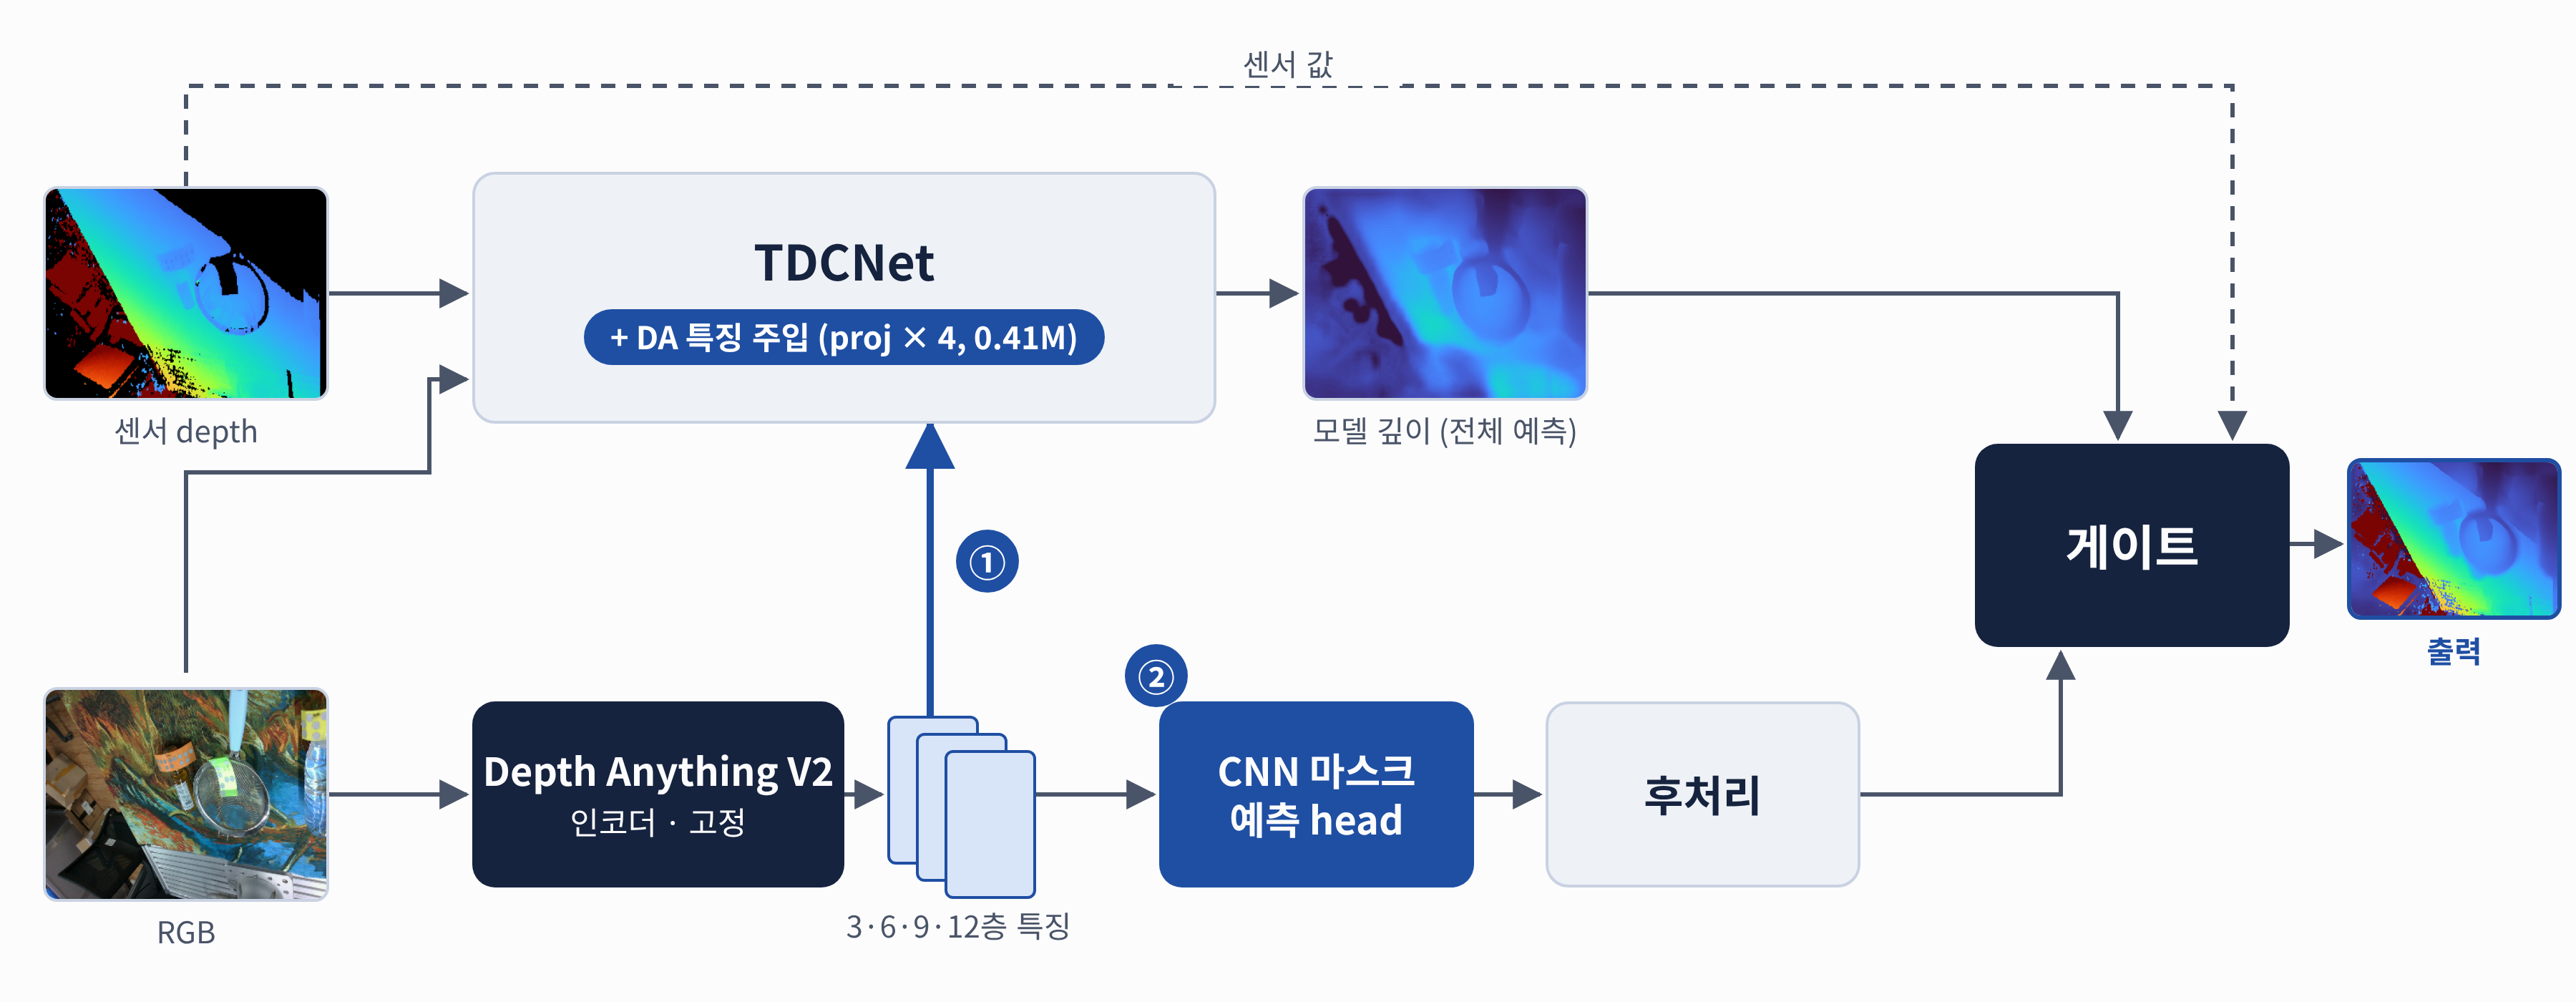 센서 값
TDCNet
+ DA 특징 주입 (proj × 4, 0.41M)
센서 depth
모델 깊이 (전체 예측)
①
게이트
출력
②
Depth Anything V2
인코더 · 고정
CNN 마스크
예측 head
후처리
3·6·9·12층 특징
RGB